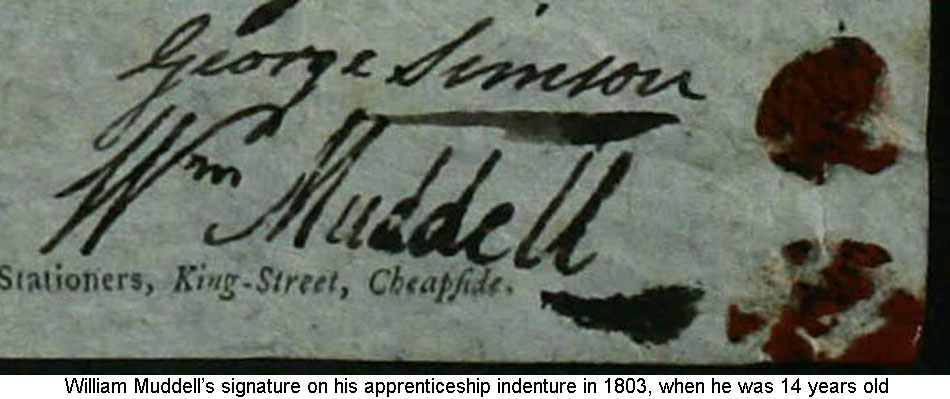 George Simson
Wm Muddell
Stationers, King-Street, Cheapſide.
William Muddell's signature on his apprenticeship indenture in 1803, when he was 14 years old